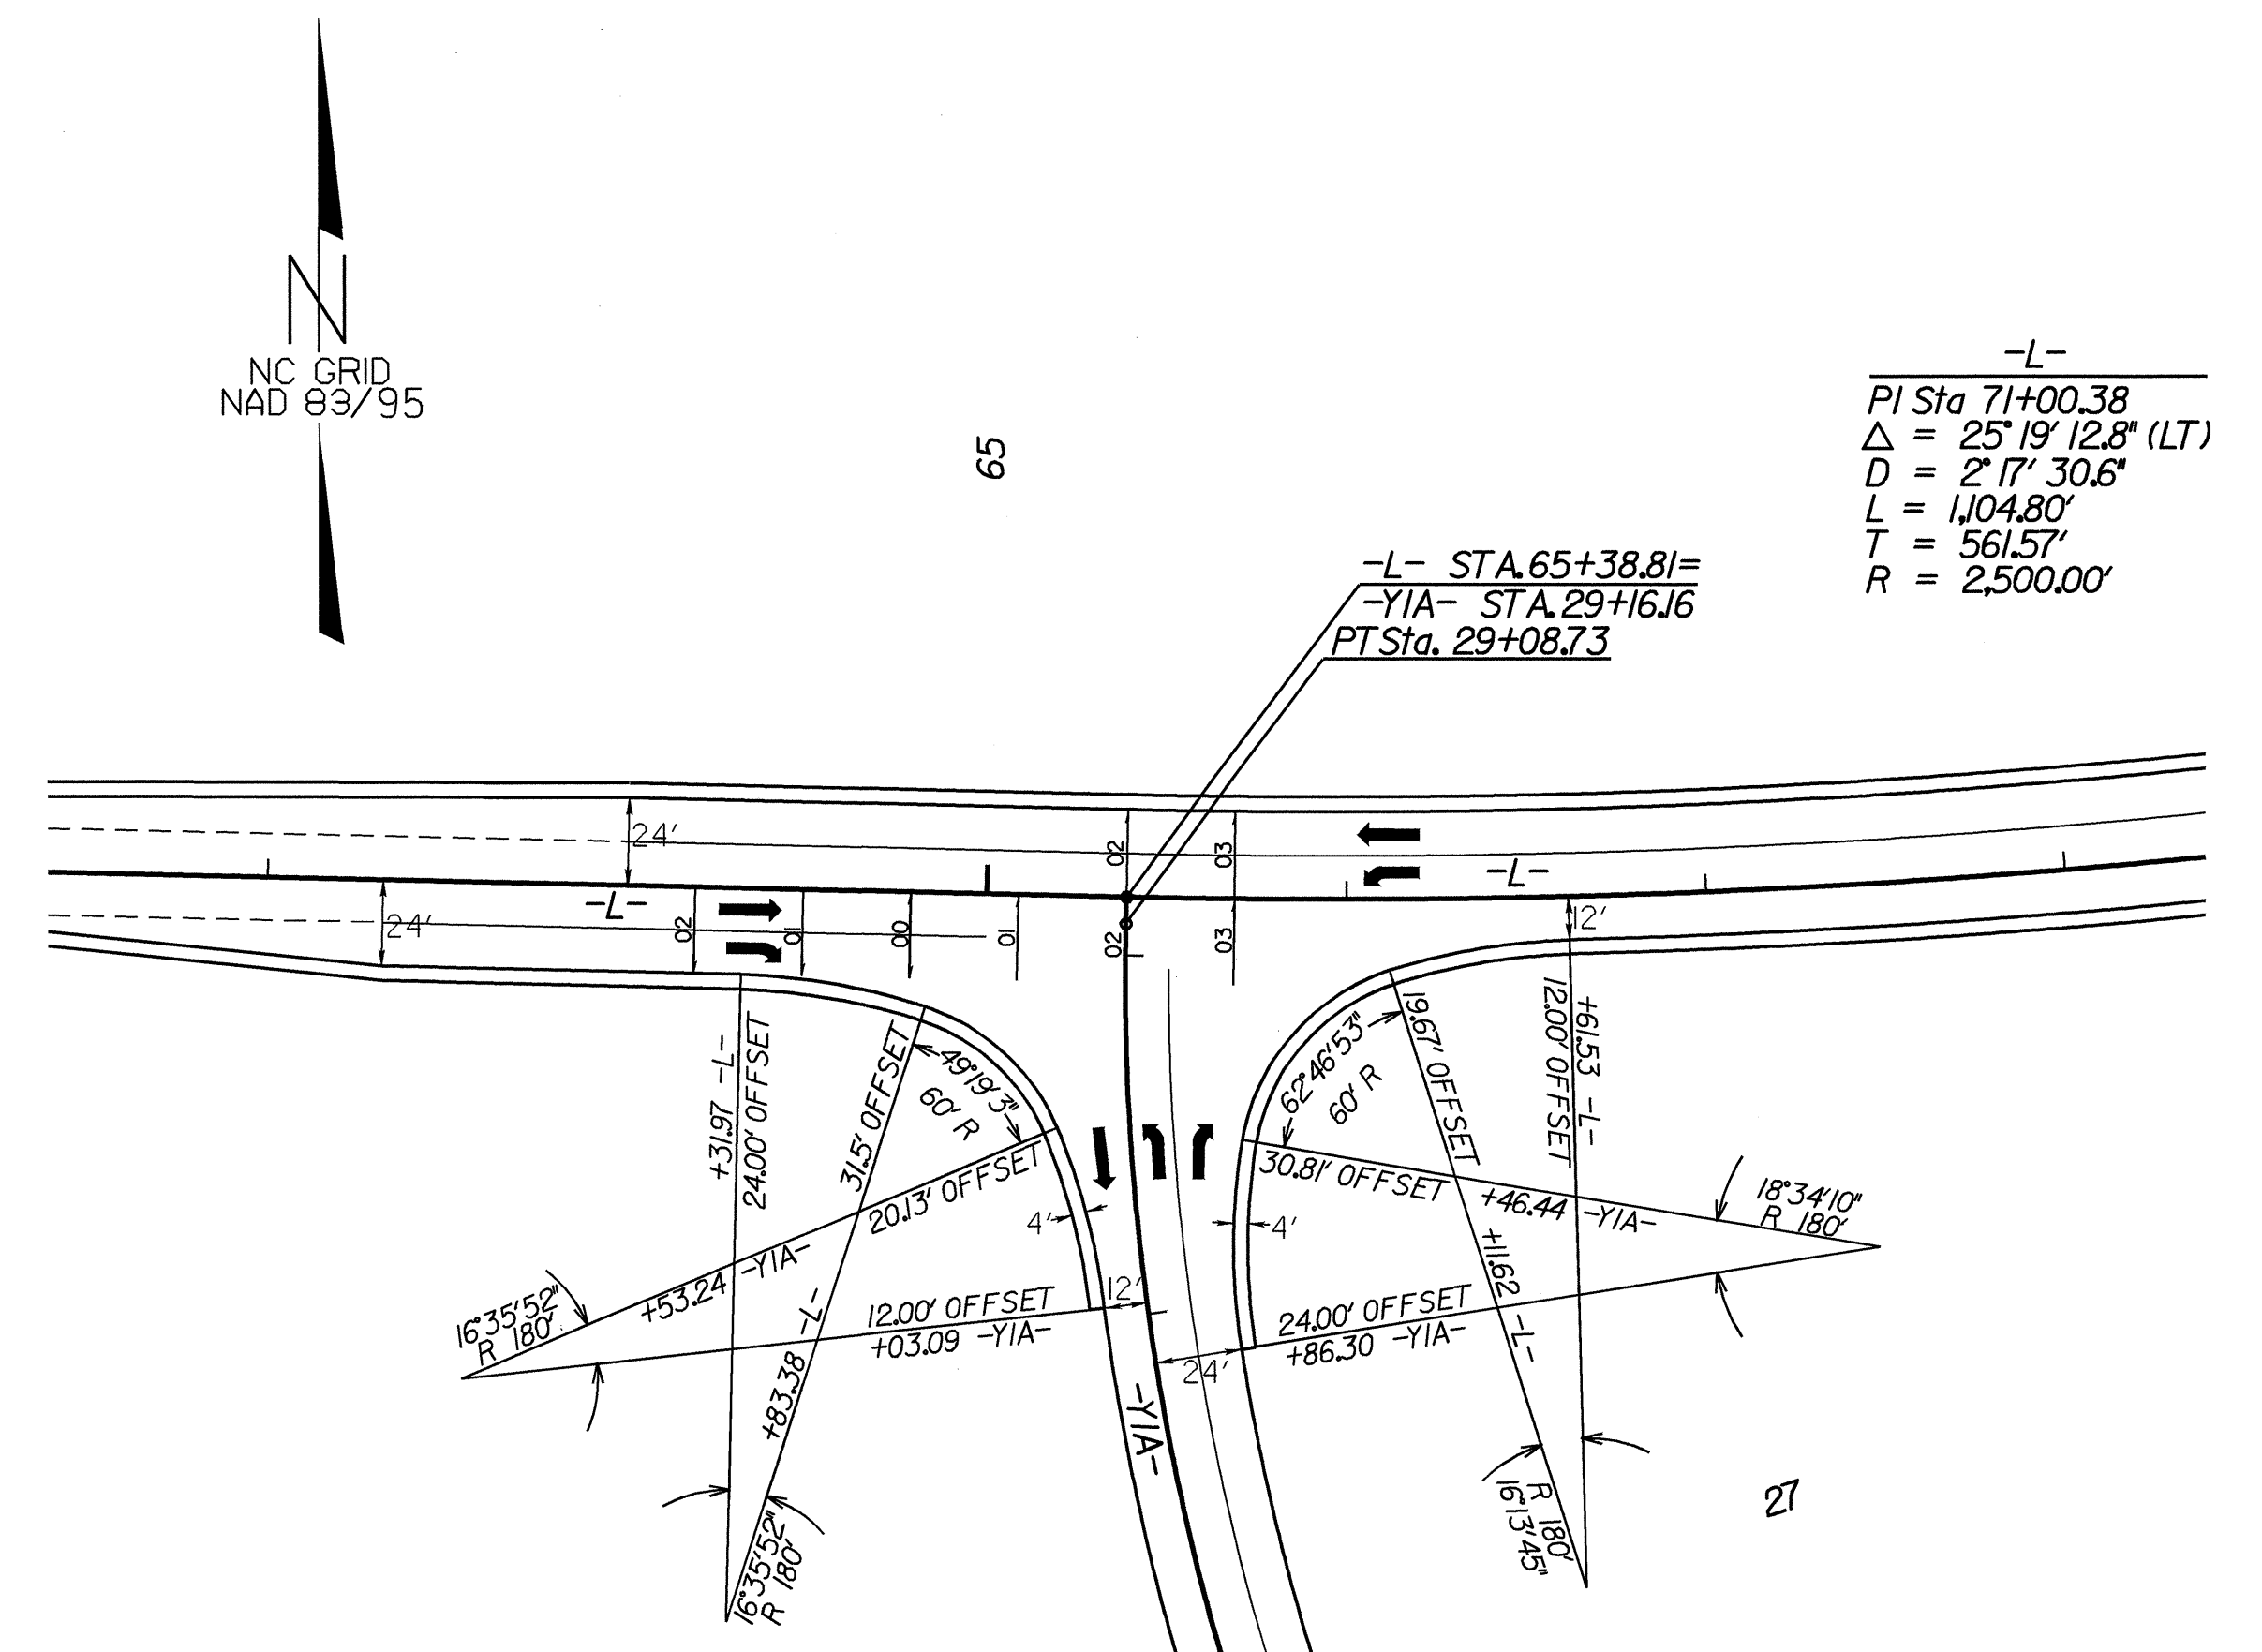 N
NC GRID
NAD 83/95
65
-L-
PI Sta 71+00.38
Δ = 25° 19' 12.8" (LT)
D = 2° 17' 30.6"
L = 1,104.80'
T = 561.57'
R = 2,500.00'
-L- STA. 65+38.81=
-Y1A- STA. 29+16.16
PT Sta. 29+08.73
24'
02
03
-L-
-L-
24'
02
01
00
01
02
03
12'
+31.97 -L-
24.00' OFFSET
31.5' OFFSET
+83.38 -L-
49°19'3"
60' R
62°46'53"
60' R
19.67' OFFSET
+11.62 -L-
+61.53 -L-
12.00' OFFSET
20.13' OFFSET
+53.24 -Y1A-
4'
4'
30.81' OFFSET
+46.44 -Y1A-
18°34'10"
R 180'
16°35'52"
R 180'
12.00' OFFSET
+03.09 -Y1A-
12'
24.00' OFFSET
+86.30 -Y1A-
24'
-Y1A-
16°35'52"
R 180'
R 180'
16°13'45"
27